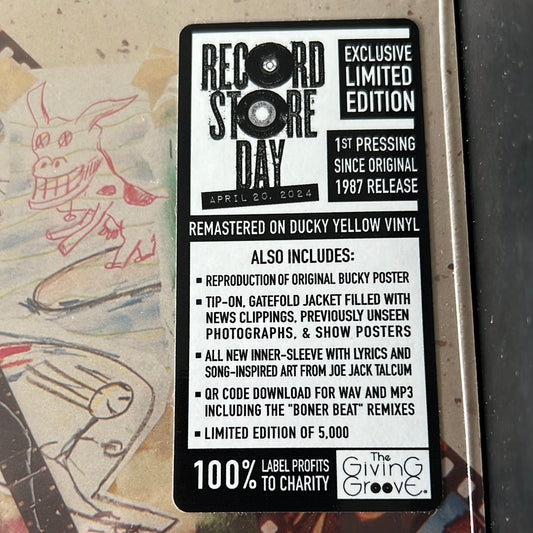 RECORD
STORE
DAY
APRIL 20, 2024
EXCLUSIVE
LIMITED
EDITION
1ST PRESSING
SINCE ORIGINAL
1987 RELEASE
REMASTERED ON DUCKY YELLOW VINYL
ALSO INCLUDES:
▪ REPRODUCTION OF ORIGINAL BUCKY POSTER
▪ TIP-ON, GATEFOLD JACKET FILLED WITH
NEWS CLIPPINGS, PREVIOUSLY UNSEEN
PHOTOGRAPHS, & SHOW POSTERS
▪ ALL NEW INNER-SLEEVE WITH LYRICS AND
SONG-INSPIRED ART FROM JOE JACK TALCUM
▪ QR CODE DOWNLOAD FOR WAV AND MP3
INCLUDING THE "BONER BEAT" REMIXES
▪ LIMITED EDITION OF 5,000
100% LABEL PROFITS
TO CHARITY
The
GiVinG
GrooVE.